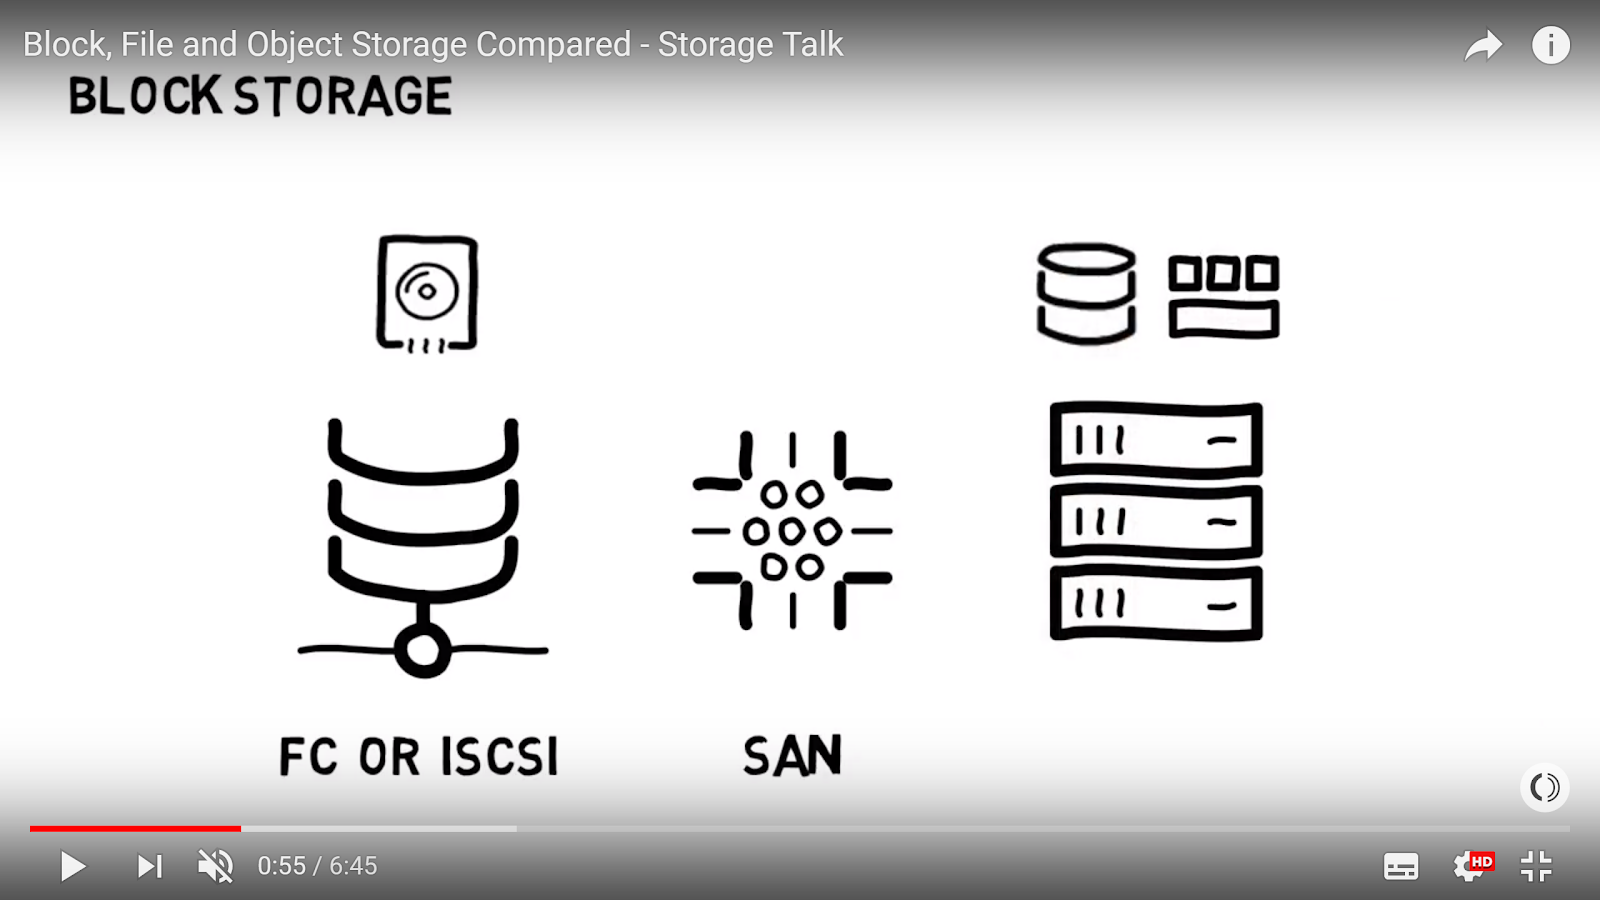 Block, File and Object Storage Compared - Storage Talk
BLOCK STORAGE
FC OR ISCSI
SAN
0:55 / 6:45
HD